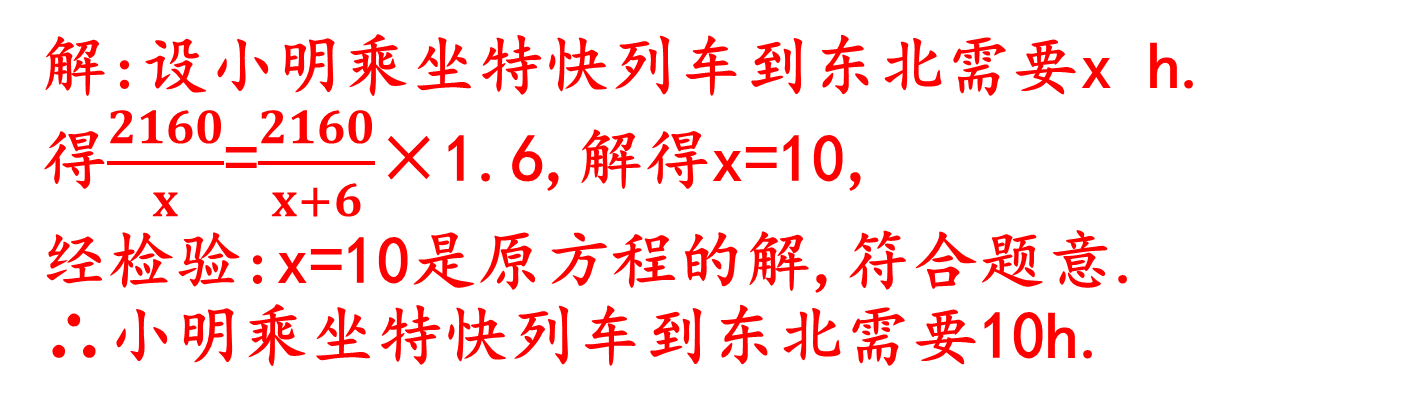 解:设小明乘坐特快列车到东北需要x h.
得2160/x=2160/(x+6)×1.6,解得x=10,
经检验:x=10是原方程的解,符合题意.
∴小明乘坐特快列车到东北需要10h.